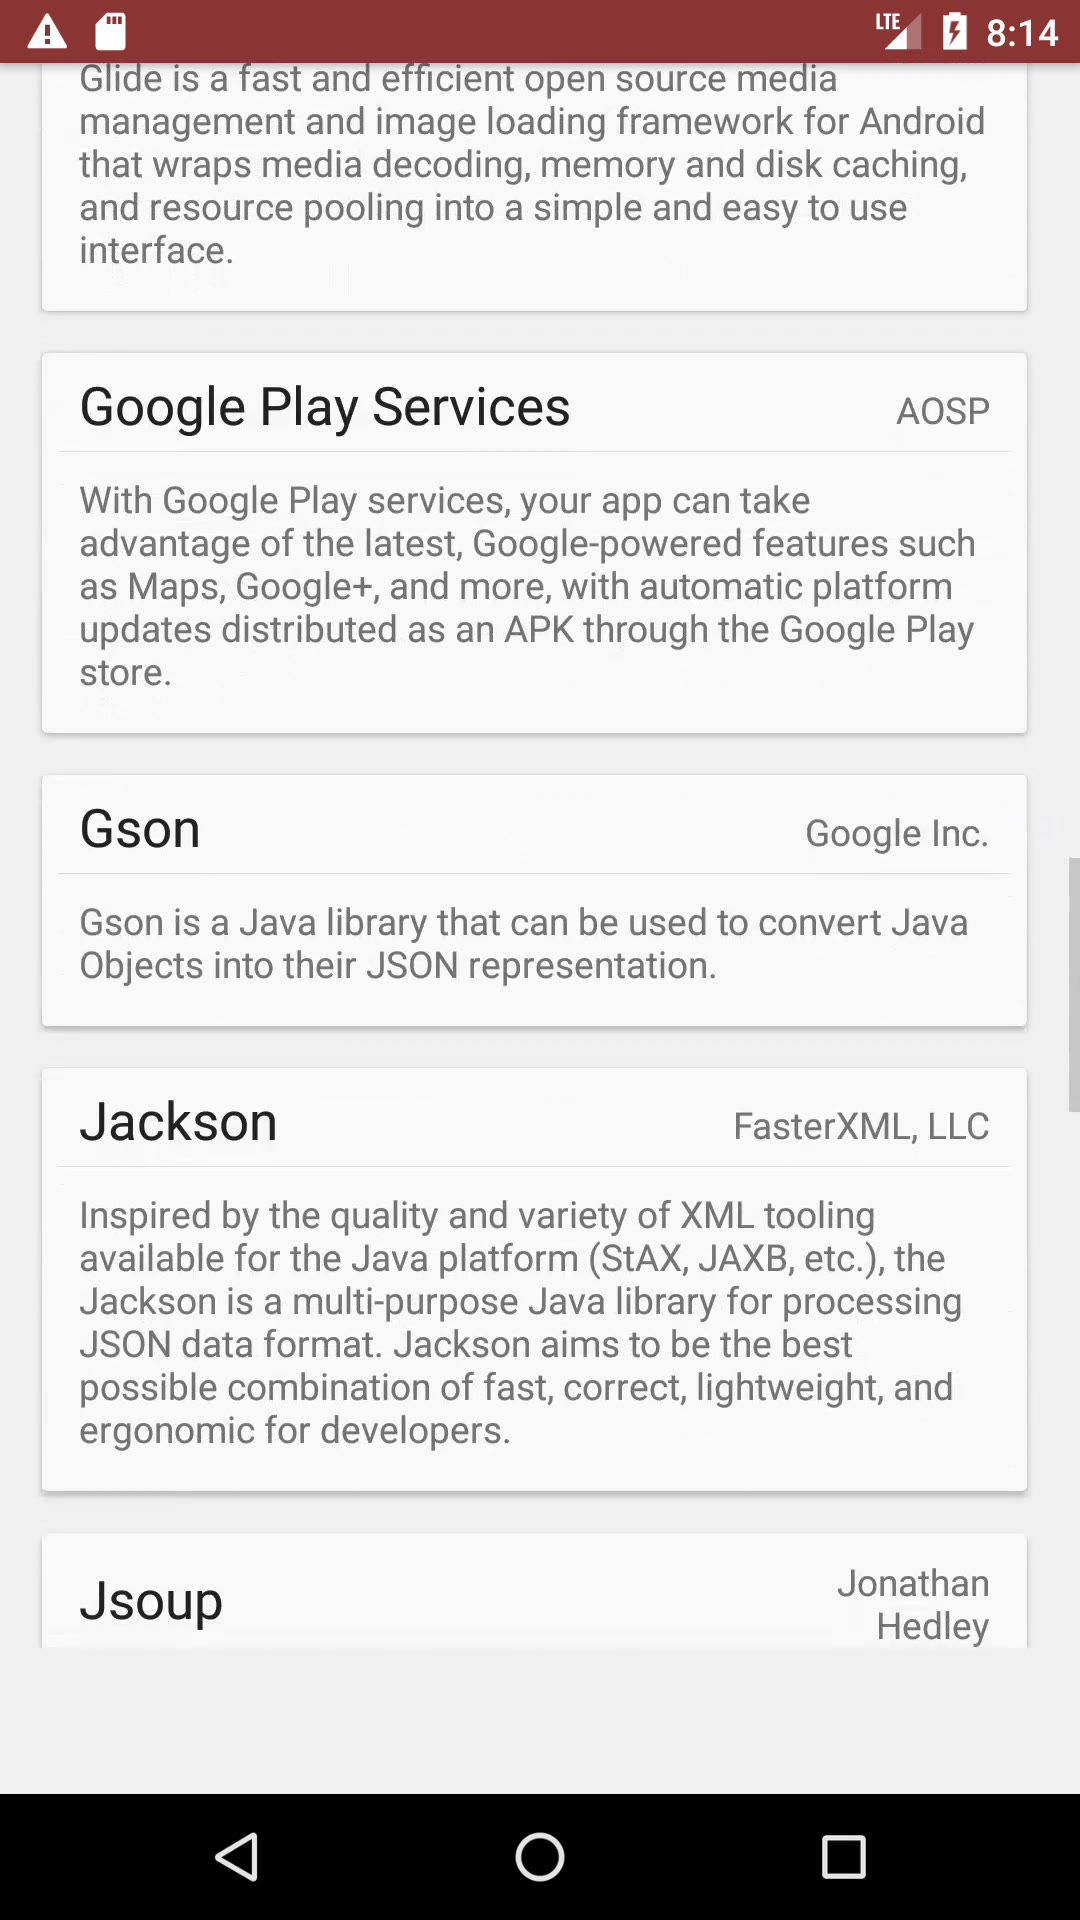 LTE 8:14
Glide is a fast and efficient open source media
management and image loading framework for Android
that wraps media decoding, memory and disk caching,
and resource pooling into a simple and easy to use
interface.
Google Play Services AOSP
With Google Play services, your app can take
advantage of the latest, Google-powered features such
as Maps, Google+, and more, with automatic platform
updates distributed as an APK through the Google Play
store.
Gson Google Inc.
Gson is a Java library that can be used to convert Java
Objects into their JSON representation.
Jackson FasterXML, LLC
Inspired by the quality and variety of XML tooling
available for the Java platform (StAX, JAXB, etc.), the
Jackson is a multi-purpose Java library for processing
JSON data format. Jackson aims to be the best
possible combination of fast, correct, lightweight, and
ergonomic for developers.
Jsoup Jonathan
Hedley